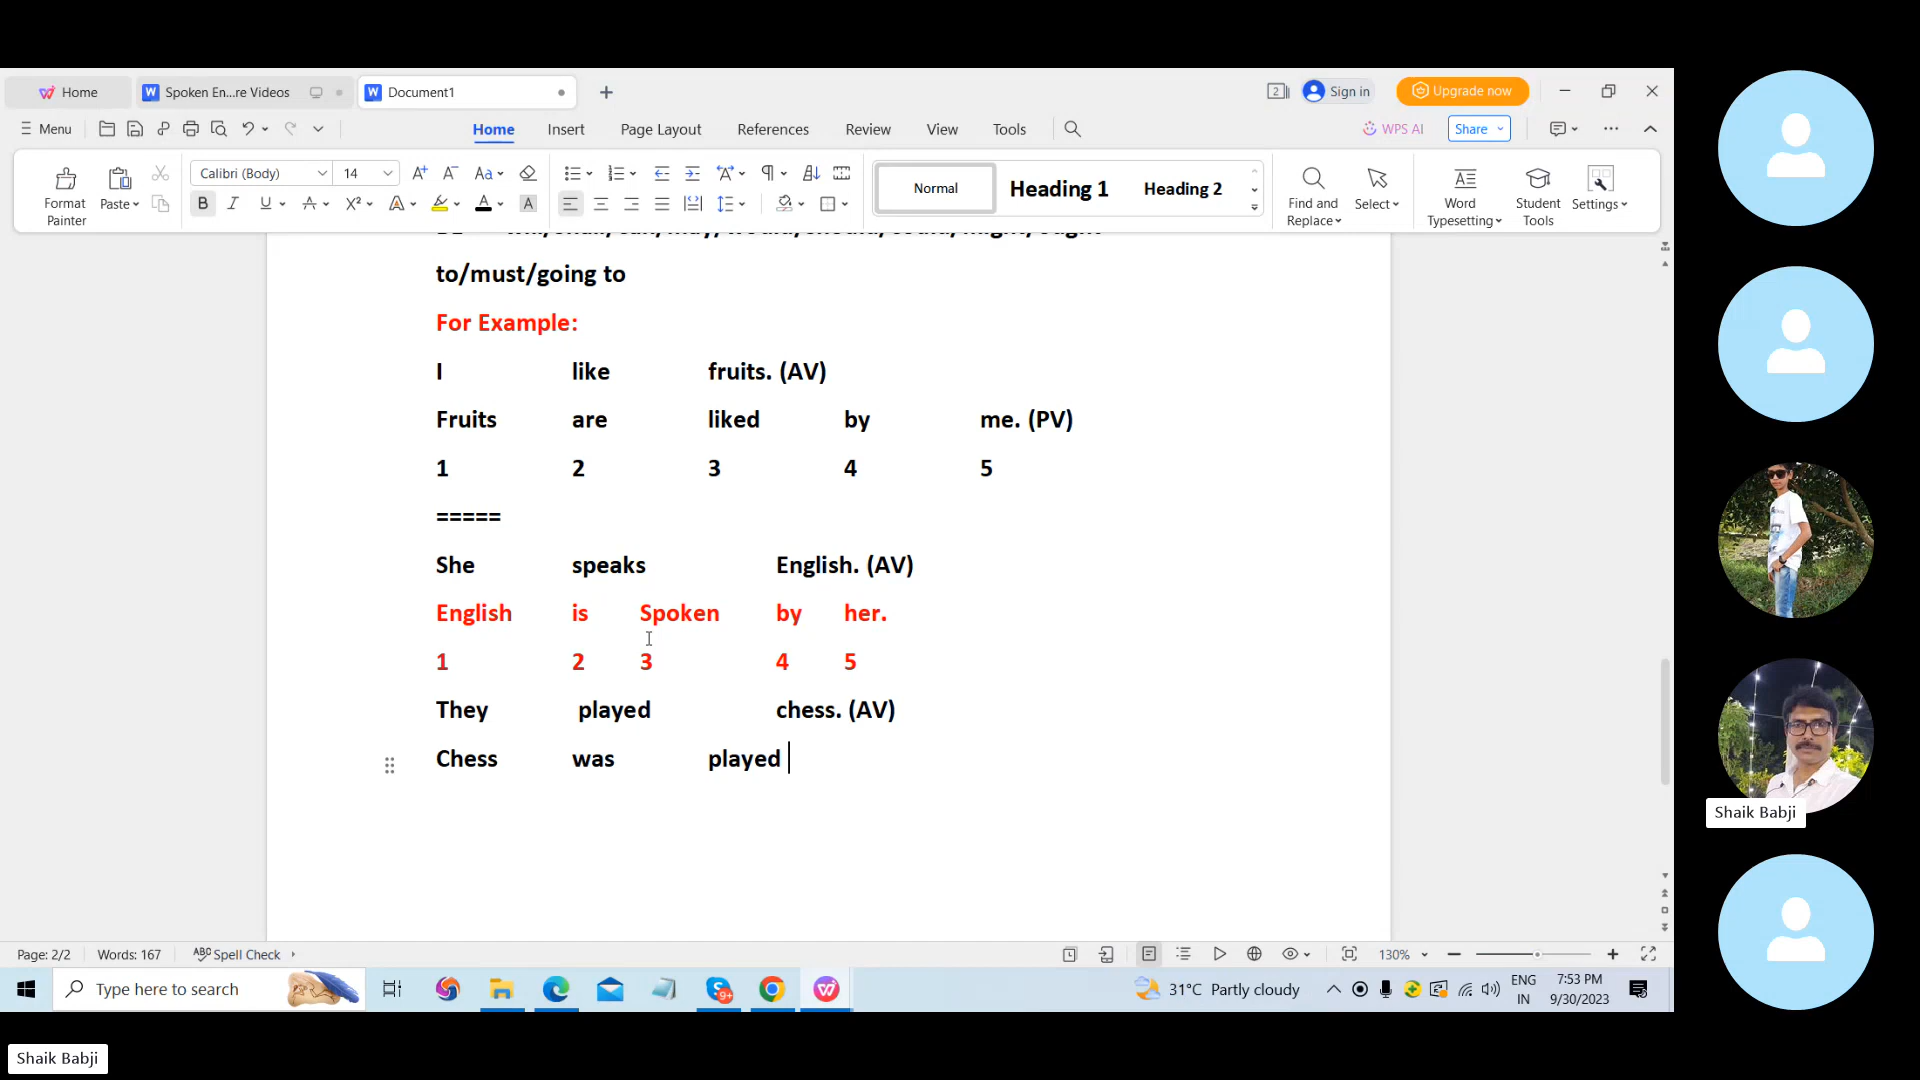 Home Spoken En...re Videos Document1 + 2 Sign in Upgrade now
Menu Home Insert Page Layout References Review View Tools WPS AI Share
Calibri (Body) 14 A+ A- Aa Normal Heading 1 Heading 2
Format Painter Paste B I U A X² A A A Find and Replace Select Word Typesetting Student Tools Settings
to/must/going to
For Example:
I like fruits. (AV)
Fruits are liked by me. (PV)
1 2 3 4 5
=====
She speaks English. (AV)
English is Spoken by her.
1 2 3 4 5
They played chess. (AV)
Chess was played
Page: 2/2 Words: 167 ABC Spell Check 130%
Type here to search 9+ 31°C Partly cloudy ENG IN 7:53 PM 9/30/2023
Shaik Babji
Shaik Babji